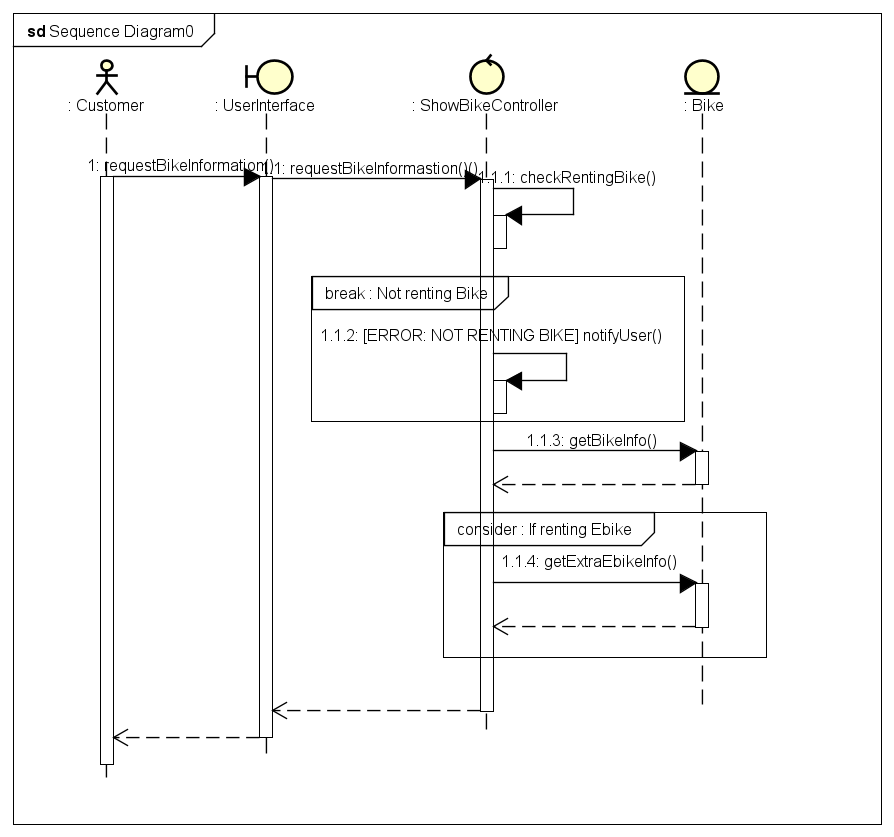 sd Sequence Diagram0
: Customer
: UserInterface
: ShowBikeController
: Bike
1: requestBikeInformation()
1: requestBikeInformastion()()
1.1.1: checkRentingBike()
break : Not renting Bike
1.1.2: [ERROR: NOT RENTING BIKE] notifyUser()
1.1.3: getBikeInfo()
consider : If renting Ebike
1.1.4: getExtraEbikeInfo()